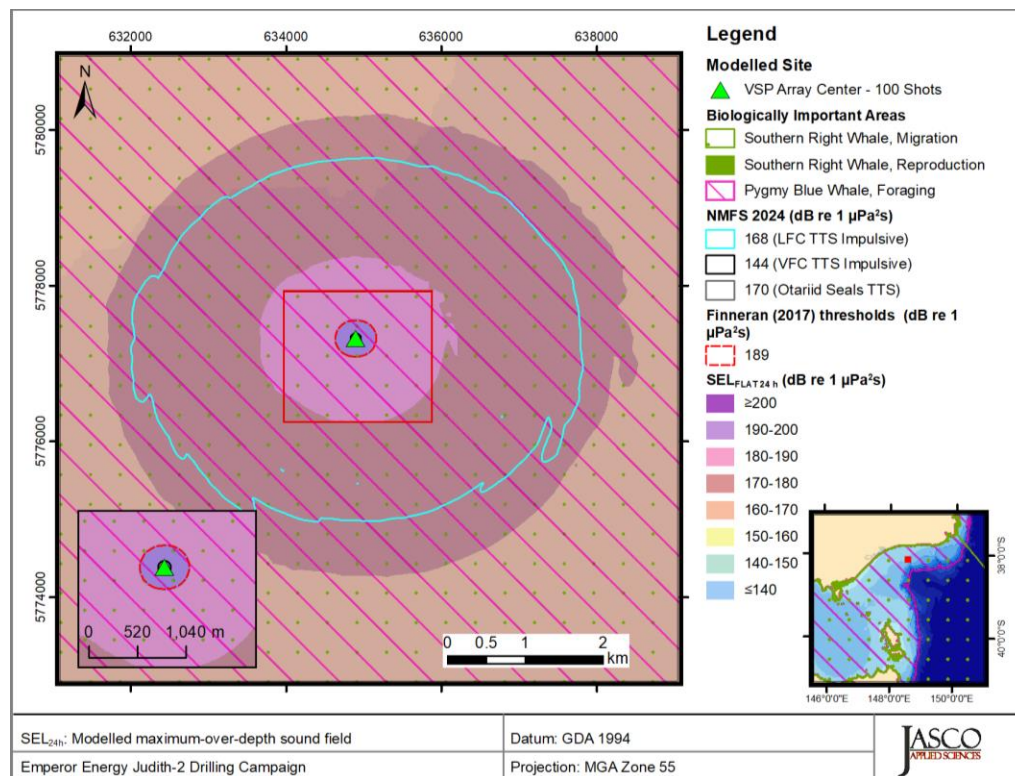 632000 634000 636000 638000
N
5780000
5778000
5776000
5774000
0 520 1,040 m
0 0.5 1 2
km
Legend
Modelled Site
VSP Array Center - 100 Shots
Biologically Important Areas
Southern Right Whale, Migration
Southern Right Whale, Reproduction
Pygmy Blue Whale, Foraging
NMFS 2024 (dB re 1 µPa²s)
168 (LFC TTS Impulsive)
144 (VFC TTS Impulsive)
170 (Otariid Seals TTS)
Finneran (2017) thresholds (dB re 1
µPa²s)
189
SELFLAT24 h (dB re 1 µPa²s)
≥200
190-200
180-190
170-180
160-170
150-160
140-150
≤140
38°0'0"S
40°0'0"S
146°0'0"E 148°0'0"E 150°0'0"E
SEL24h: Modelled maximum-over-depth sound field
Datum: GDA 1994
Emperor Energy Judith-2 Drilling Campaign
Projection: MGA Zone 55
JASCO
APPLIED SCIENCES